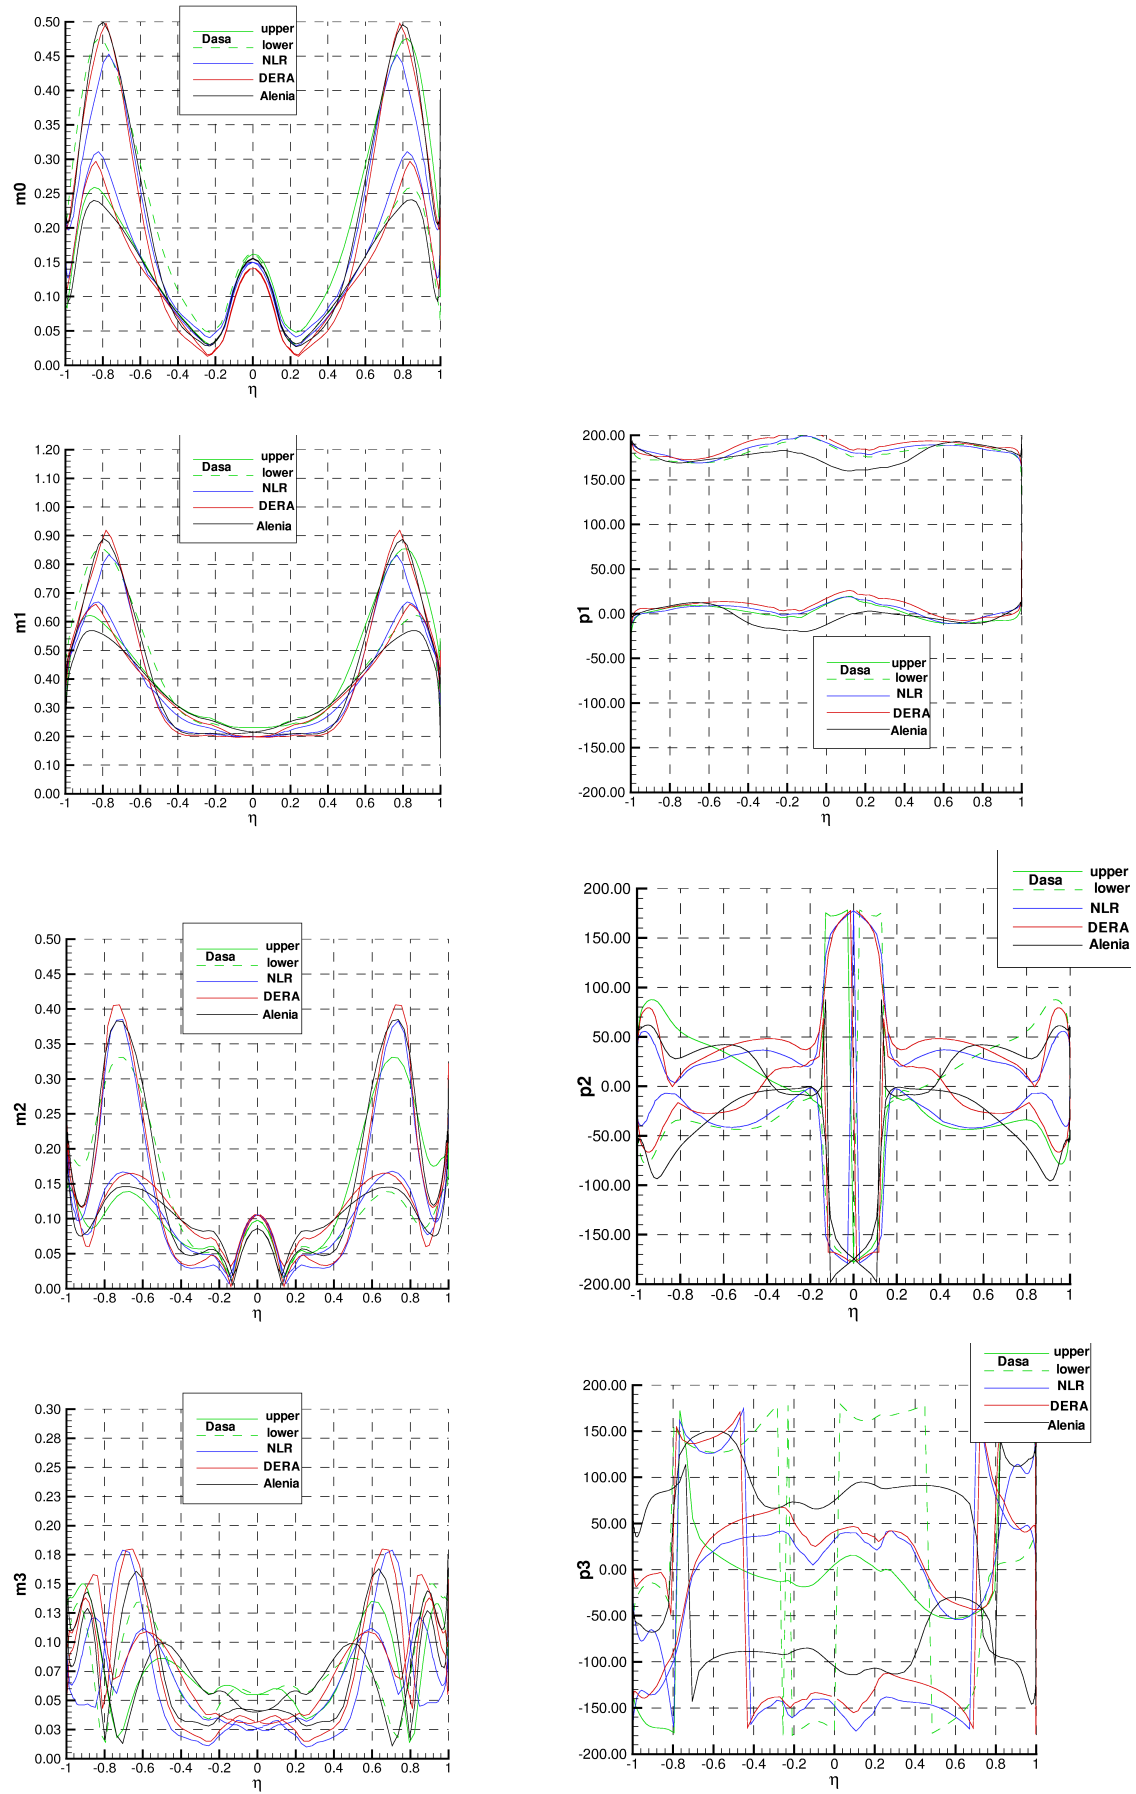 m0
0.50
0.45
0.40
0.35
0.30
0.25
0.20
0.15
0.10
0.05
0.00
-1 -0.8 -0.6 -0.4 -0.2 0 0.2 0.4 0.6 0.8 1
η
Dasa
upper
lower
NLR
DERA
Alenia
m1
1.20
1.10
1.00
0.90
0.80
0.70
0.60
0.50
0.40
0.30
0.20
0.10
0.00
-1 -0.8 -0.6 -0.4 -0.2 0 0.2 0.4 0.6 0.8 1
η
Dasa
upper
lower
NLR
DERA
Alenia
p1
200.00
150.00
100.00
50.00
0.00
-50.00
-100.00
-150.00
-200.00
-1 -0.8 -0.6 -0.4 -0.2 0 0.2 0.4 0.6 0.8 1
η
Dasa
upper
lower
NLR
DERA
Alenia
m2
0.50
0.45
0.40
0.35
0.30
0.25
0.20
0.15
0.10
0.05
0.00
-1 -0.8 -0.6 -0.4 -0.2 0 0.2 0.4 0.6 0.8 1
η
Dasa
upper
lower
NLR
DERA
Alenia
p2
200.00
150.00
100.00
50.00
0.00
-50.00
-100.00
-150.00
-200.00
-1 -0.8 -0.6 -0.4 -0.2 0 0.2 0.4 0.6 0.8 1
η
Dasa
upper
lower
NLR
DERA
Alenia
m3
0.30
0.28
0.25
0.23
0.20
0.18
0.15
0.13
0.10
0.07
0.05
0.03
0.00
-1 -0.8 -0.6 -0.4 -0.2 0 0.2 0.4 0.6 0.8 1
η
Dasa
upper
lower
NLR
DERA
Alenia
p3
200.00
150.00
100.00
50.00
0.00
-50.00
-100.00
-150.00
-200.00
-1 -0.8 -0.6 -0.4 -0.2 0 0.2 0.4 0.6 0.8 1
η
Dasa
upper
lower
NLR
DERA
Alenia